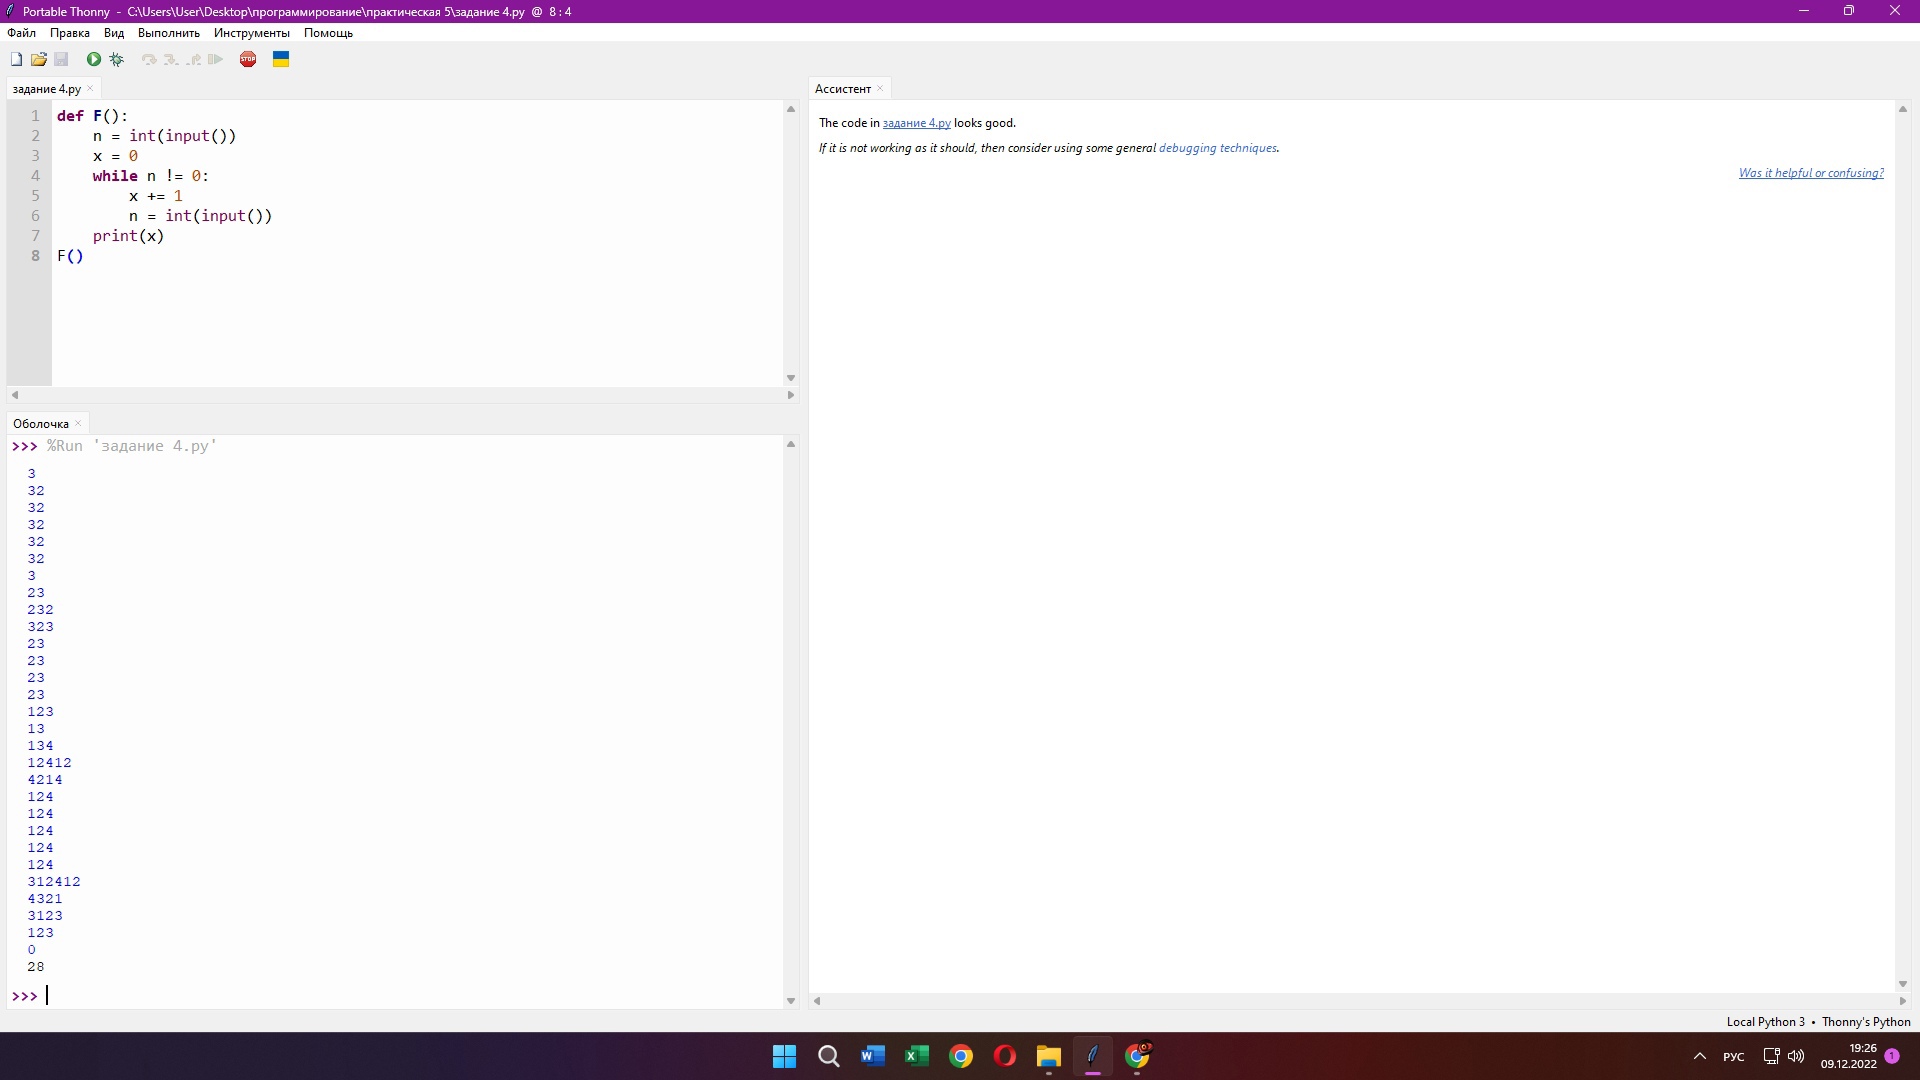 Portable Thonny - C:\Users\User\Desktop\программирование\практическая 5\задание 4.py @ 8 : 4
Файл Правка Вид Выполнить Инструменты Помощь
STOP
задание 4.py ×
1 def F():
2     n = int(input())
3     x = 0
4     while n != 0:
5         x += 1
6         n = int(input())
7     print(x)
8 F()
Оболочка ×
>>> %Run 'задание 4.py'
3
32
32
32
32
32
3
23
232
323
23
23
23
23
123
13
134
12412
4214
124
124
124
124
124
312412
4321
3123
123
0
28
>>>
Ассистент ×
The code in задание 4.py looks good.
If it is not working as it should, then consider using some general debugging techniques.
Was it helpful or confusing?
Local Python 3 • Thonny's Python
РУС
19:26
09.12.2022
1